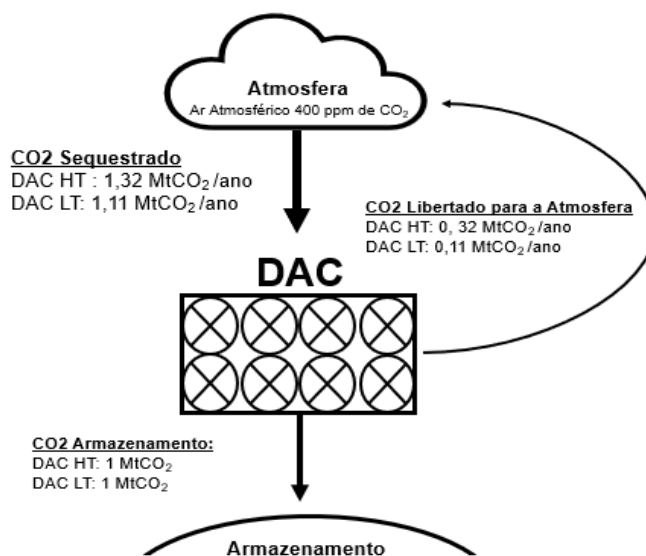 Atmosfera
Ar Atmosférico 400 ppm de CO₂
CO2 Sequestrado
DAC HT : 1,32 MtCO₂/ano
DAC LT: 1,11 MtCO₂/ano
CO2 Libertado para a Atmosfera
DAC HT: 0, 32 MtCO₂/ano
DAC LT: 0,11 MtCO₂/ano
DAC
CO2 Armazenamento:
DAC HT: 1 MtCO₂
DAC LT: 1 MtCO₂
Armazenamento